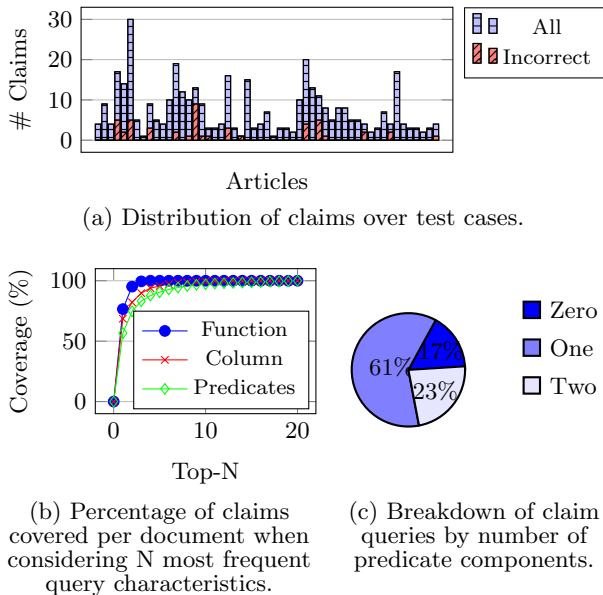 30
20
10
0
# Claims
All
Incorrect
Articles
(a) Distribution of claims over test cases.
100
50
0
Coverage (%)
Function
Column
Predicates
0
10
20
Top-N
(b) Percentage of claims
covered per document when
considering N most frequent
query characteristics.
17%
61%
23%
Zero
One
Two
(c) Breakdown of claim
queries by number of
predicate components.